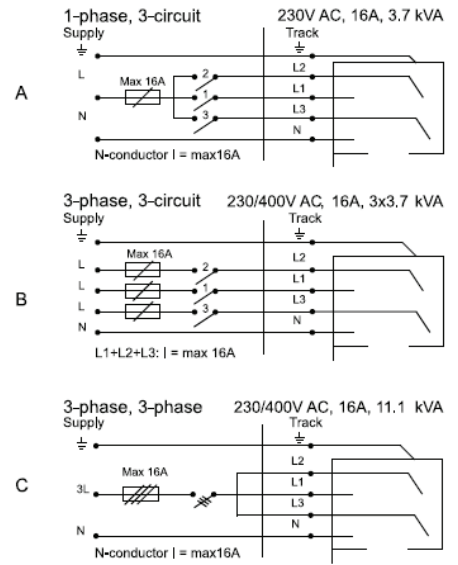 1-phase, 3-circuit 230V AC, 16A, 3.7 kVA
Supply Track
L L2
Max 16A 2
A 1 L1
3 L3
N N
N-conductor I = max16A
3-phase, 3-circuit 230/400V AC, 16A, 3x3.7 kVA
Supply Track
Max 16A L2
L 2
L 1 L1
B L 3 L3
N N
L1+L2+L3: I = max 16A
3-phase, 3-phase 230/400V AC, 16A, 11.1 kVA
Supply Track
L2
Max 16A
C 3L L1
L3
N N
N-conductor I = max16A